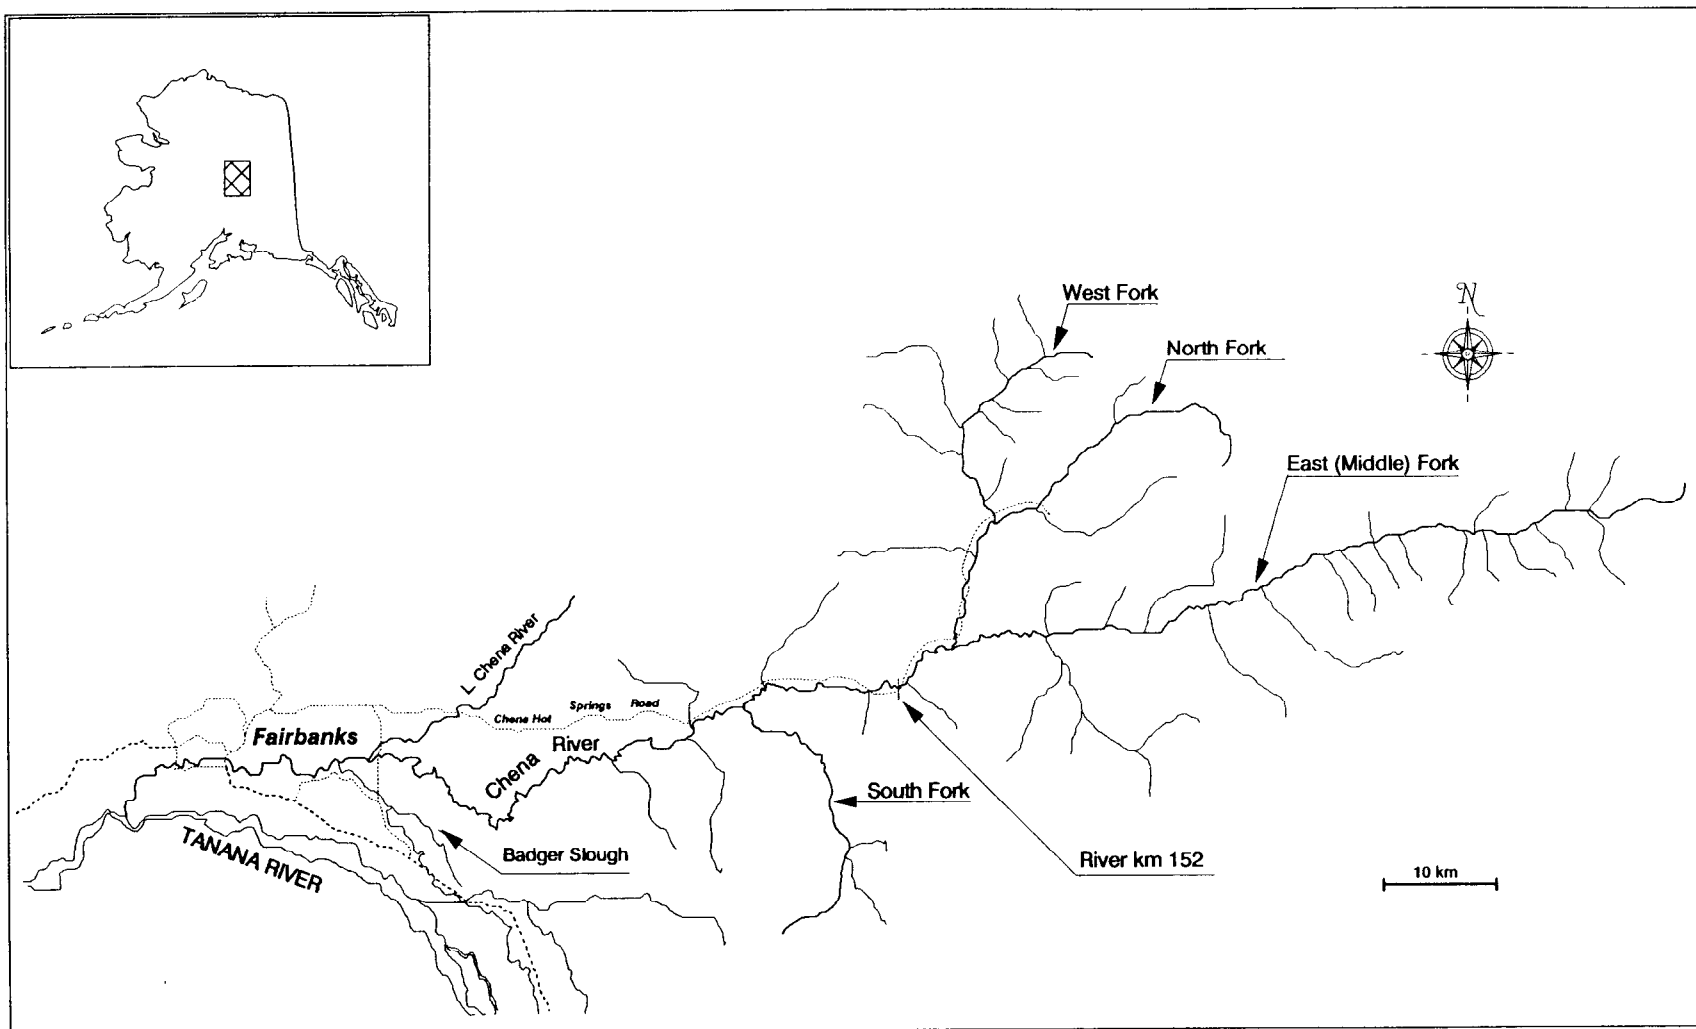 West Fork
N
North Fork
East (Middle) Fork
L. Chena River
Chena Hot Springs Road
Fairbanks
Chena River
South Fork
TANANA RIVER
Badger Slough
River km 152
10 km